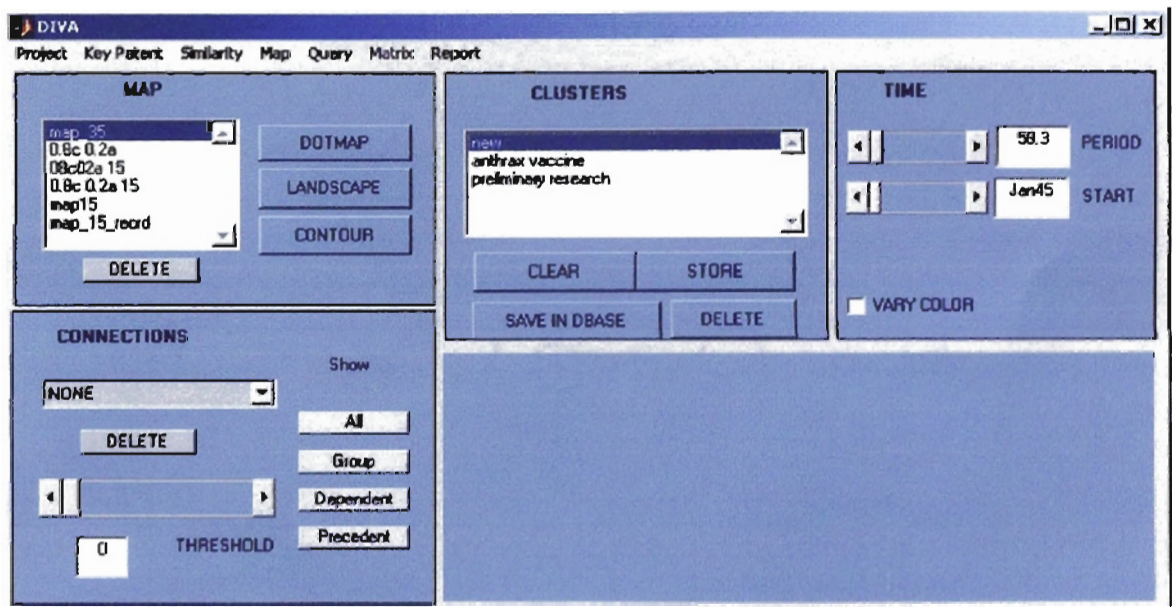 DIVA
Project Key Patent Similarity Map Query Matrix Report
MAP
map_35
0.8c 0.2a
08c02a 15
0.8c 0.2a 15
map15
map_15_recrd
DELETE
DOTMAP
LANDSCAPE
CONTOUR
CLUSTERS
new
anthrax vaccine
preliminary research
CLEAR STORE
SAVE IN DBASE DELETE
TIME
58.3 PERIOD
Jan45 START
VARY COLOR
CONNECTIONS
NONE
DELETE
0 THRESHOLD
Show
All
Group
Dependent
Precedent